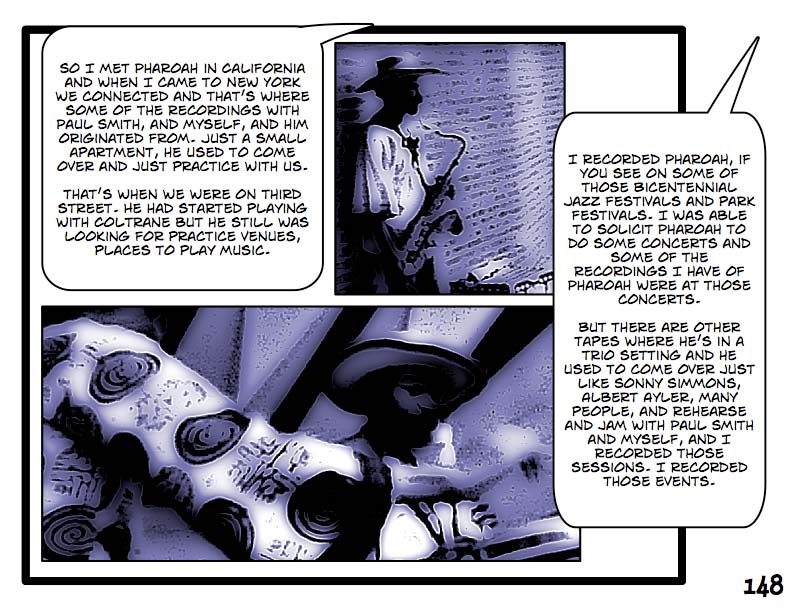 SO I MET PHAROAH IN CALIFORNIA
AND WHEN I CAME TO NEW YORK
WE CONNECTED AND THAT'S WHERE
SOME OF THE RECORDINGS WITH
PAUL SMITH, AND MYSELF, AND HIM
ORIGINATED FROM. JUST A SMALL
APARTMENT, HE USED TO COME
OVER AND JUST PRACTICE WITH US.
THAT'S WHEN WE WERE ON THIRD
STREET. HE HAD STARTED PLAYING
WITH COLTRANE BUT HE STILL WAS
LOOKING FOR PRACTICE VENUES,
PLACES TO PLAY MUSIC.
I RECORDED PHAROAH, IF
YOU SEE ON SOME OF
THOSE BICENTENNIAL
JAZZ FESTIVALS AND PARK
FESTIVALS. I WAS ABLE
TO SOLICIT PHAROAH TO
DO SOME CONCERTS AND
SOME OF THE
RECORDINGS I HAVE OF
PHAROAH WERE AT THOSE
CONCERTS.
BUT THERE ARE OTHER
TAPES WHERE HE'S IN A
TRIO SETTING AND HE
USED TO COME OVER JUST
LIKE SONNY SIMMONS,
ALBERT AYLER, MANY
PEOPLE, AND REHEARSE
AND JAM WITH PAUL SMITH
AND MYSELF, AND I
RECORDED THOSE
SESSIONS. I RECORDED
THOSE EVENTS.
148